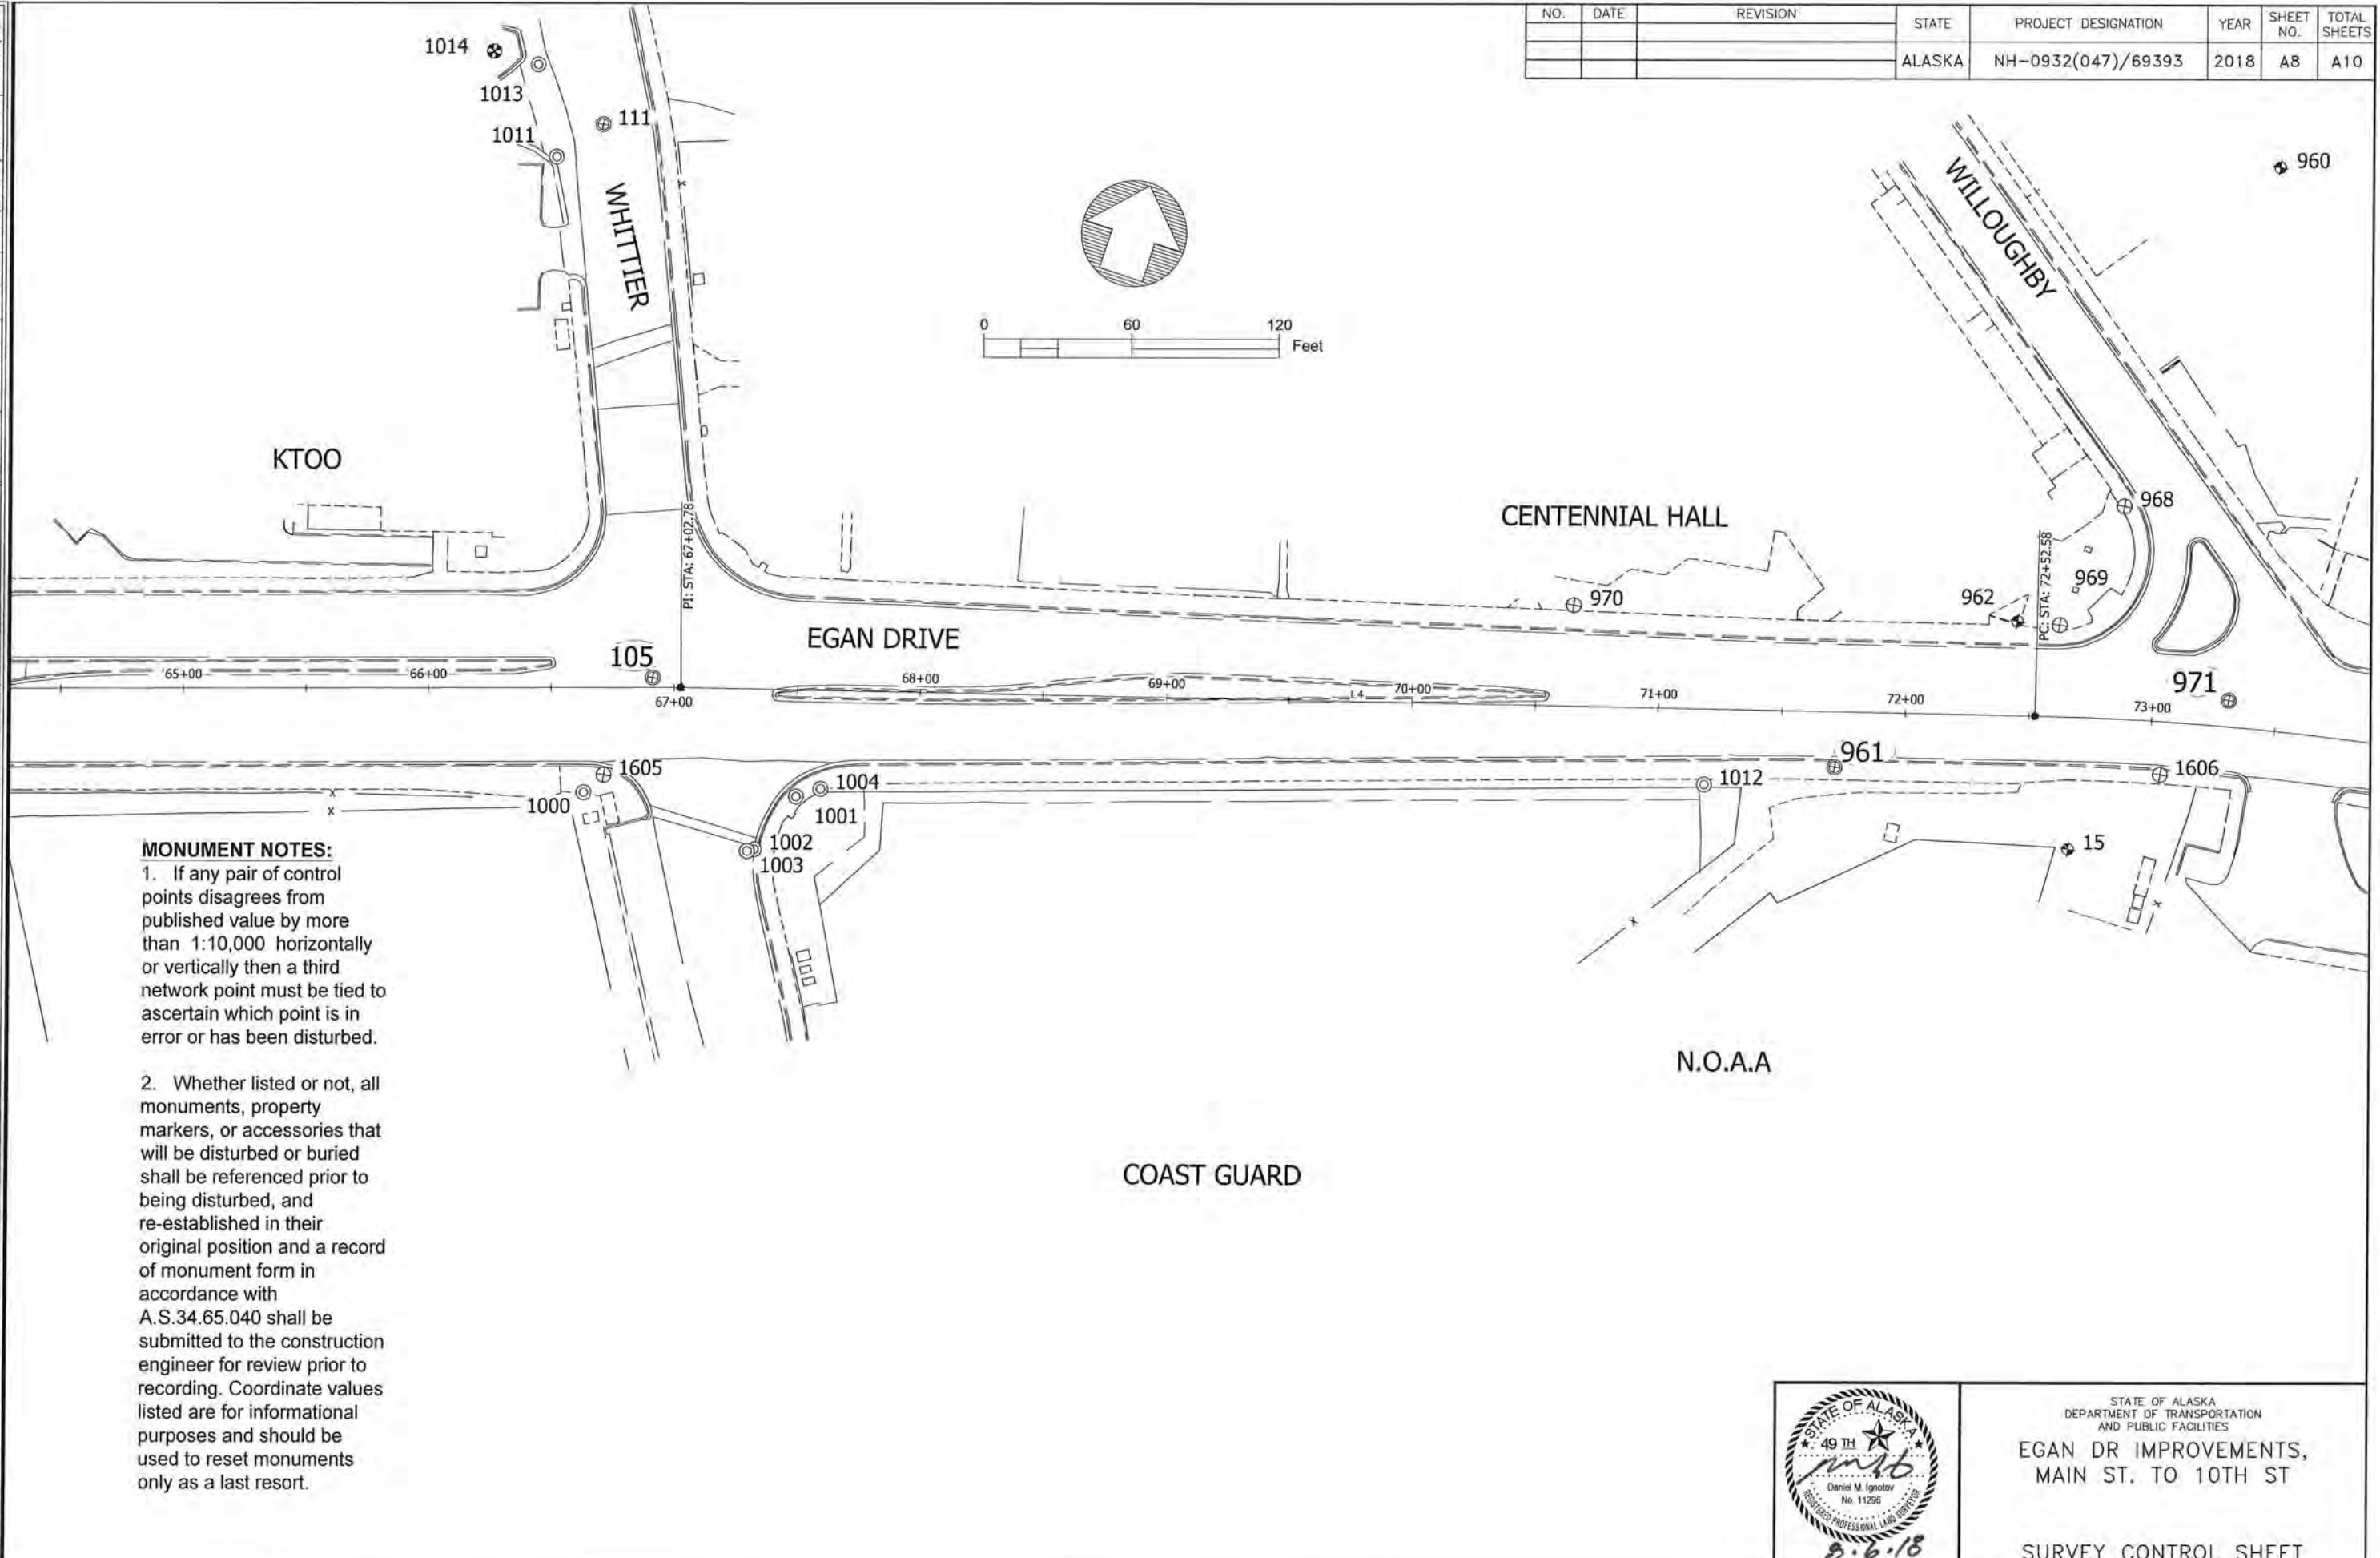 NO. DATE REVISION STATE PROJECT DESIGNATION YEAR SHEET NO. TOTAL SHEETS
ALASKA NH-0932(047)/69393 2018 A8 A10
1014
1013
1011
111
WHITTIER
WILLOUGHBY
960
0 60 120
Feet
KTOO
CENTENNIAL HALL
968
969
962
970
PI: STA: 67+02.78
PC: STA: 72+52.58
EGAN DRIVE
105
971
65+00
66+00
67+00
68+00
69+00
L4
70+00
71+00
72+00
73+00
961
1605
1000
1004
1001
1002
1003
1012
1606
15
MONUMENT NOTES:
1. If any pair of control
points disagrees from
published value by more
than 1:10,000 horizontally
or vertically then a third
network point must be tied to
ascertain which point is in
error or has been disturbed.
2. Whether listed or not, all
monuments, property
markers, or accessories that
will be disturbed or buried
shall be referenced prior to
being disturbed, and
re-established in their
original position and a record
of monument form in
accordance with
A.S.34.65.040 shall be
submitted to the construction
engineer for review prior to
recording. Coordinate values
listed are for informational
purposes and should be
used to reset monuments
only as a last resort.
N.O.A.A
COAST GUARD
STATE OF ALASKA
49 TH
Daniel M. Ignotov
No. 11296
REGISTERED PROFESSIONAL LAND SURVEYOR
8.6.18
STATE OF ALASKA
DEPARTMENT OF TRANSPORTATION
AND PUBLIC FACILITIES
EGAN DR IMPROVEMENTS,
MAIN ST. TO 10TH ST
SURVEY CONTROL SHEET